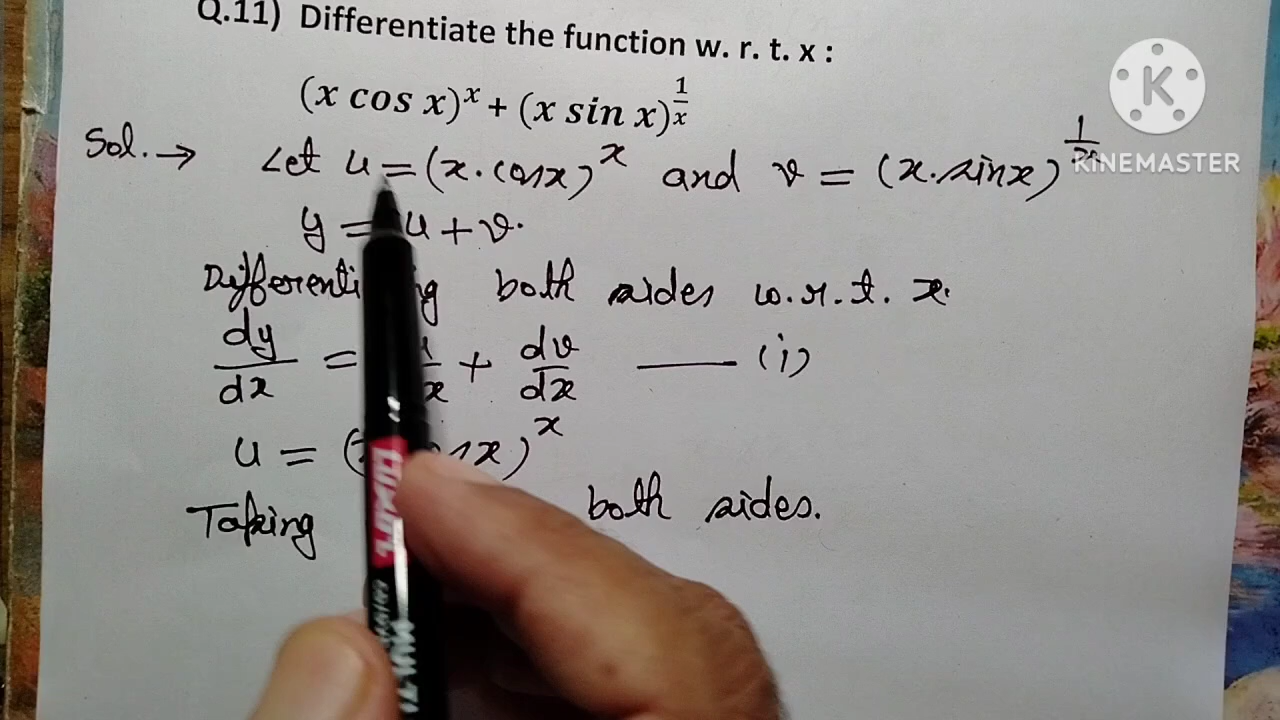 Q.11) Differentiate the function w. r. t. x :
(x cos x)^x + (x sin x)^{1/x}
Sol. → Let u = (x. cosx)^x and v = (x. sinx)
y = u + v.
both sides w.r.t. x.
dy/dx = + dv/dx —— (i)
u = ( x)^x
Taking both sides.
K
KINEMASTER